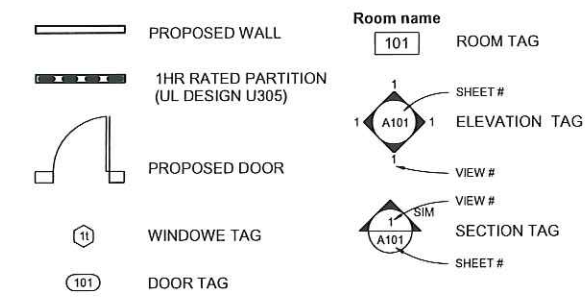 PROPOSED WALL
1HR RATED PARTITION
(UL DESIGN U305)
PROPOSED DOOR
1t
WINDOWE TAG
101
DOOR TAG
Room name
101
ROOM TAG
1
SHEET #
1
A101
1
ELEVATION TAG
1
VIEW #
VIEW #
SIM
1
SECTION TAG
A101
SHEET #